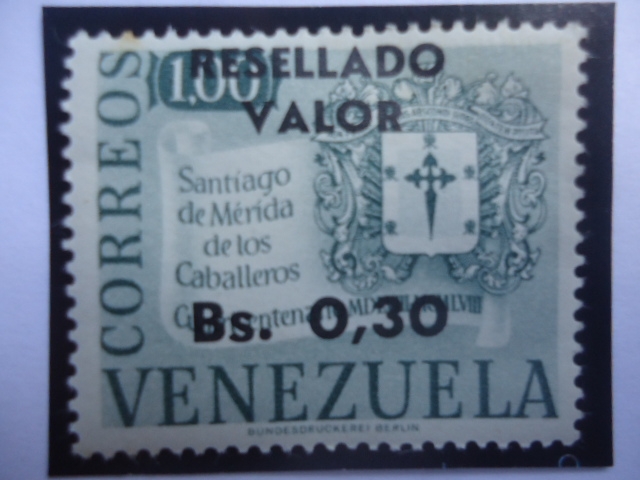 CORREOS
1.00
RESELLADO
VALOR
Santiago
de Mérida
de los
Caballeros
Bs. 0,30
VENEZUELA
BUNDESDRUCKEREI BERLIN